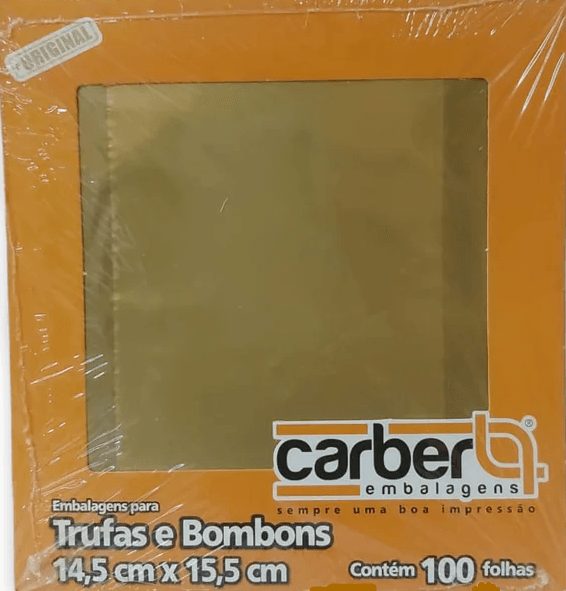 ORIGINAL
carber
embalagens
sempre uma boa impressão
Embalagens para
Trufas e Bombons
14,5 cm x 15,5 cm
Contém 100 folhas